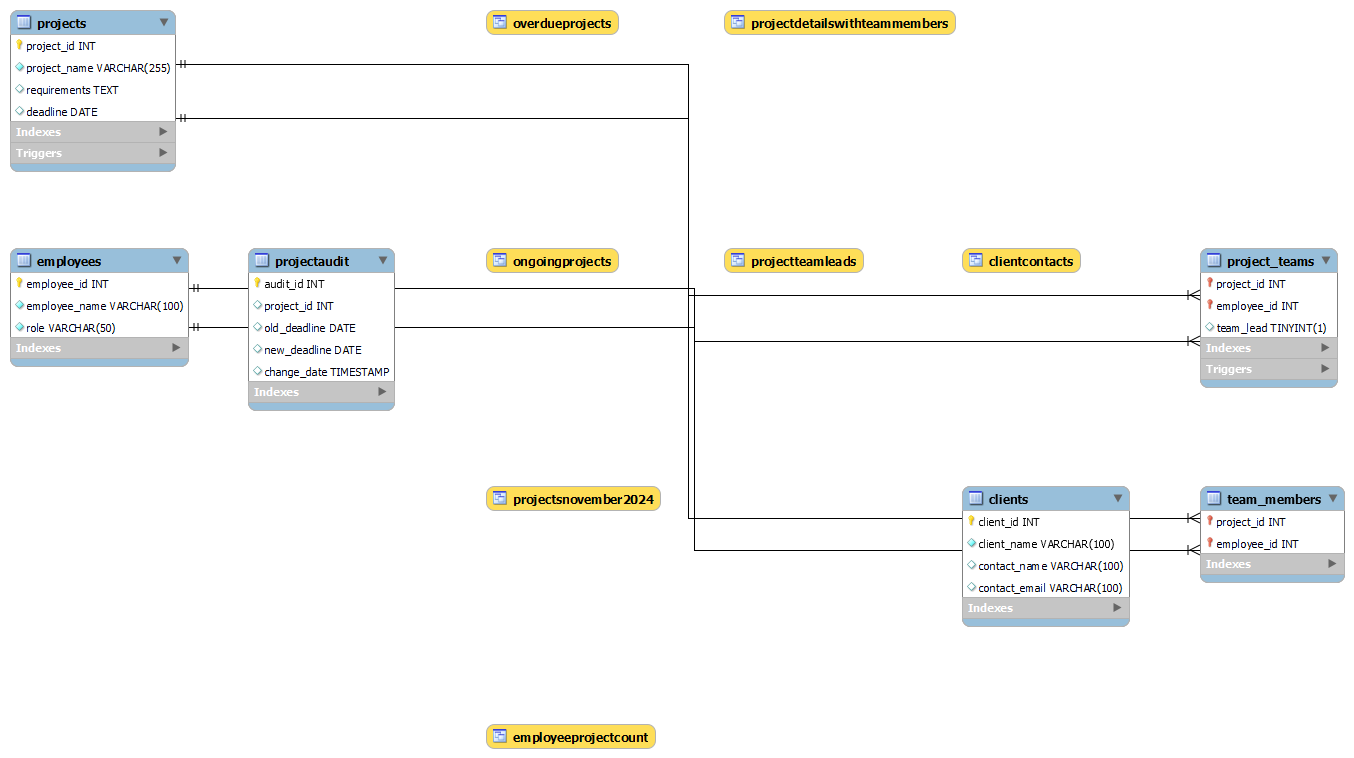 projects
project_id INT
project_name VARCHAR(255)
requirements TEXT
deadline DATE
Indexes
Triggers
overdueprojects
projectdetailswithteammembers
employees
employee_id INT
employee_name VARCHAR(100)
role VARCHAR(50)
Indexes
projectaudit
audit_id INT
project_id INT
old_deadline DATE
new_deadline DATE
change_date TIMESTAMP
Indexes
ongoingprojects
projectteamleads
clientcontacts
project_teams
project_id INT
employee_id INT
team_lead TINYINT(1)
Indexes
Triggers
projectsnovember2024
clients
client_id INT
client_name VARCHAR(100)
contact_name VARCHAR(100)
contact_email VARCHAR(100)
Indexes
team_members
project_id INT
employee_id INT
Indexes
employeeprojectcount